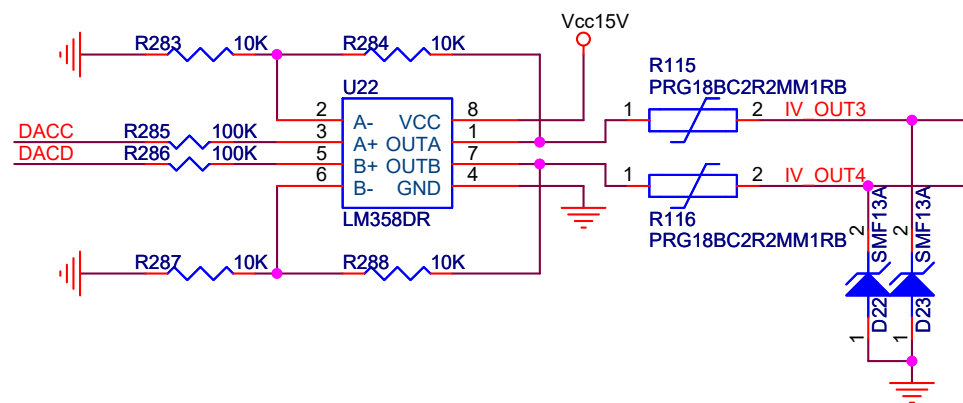 Vcc15V
R283 10K R284 10K
R115
PRG18BC2R2MM1RB
U22
2 A- VCC 8
1 2 IV_OUT3
DACC R285 100K 3 A+ OUTA 1
DACD R286 100K 5 B+ OUTB 7
6 B- GND 4
1 2 IV_OUT4
LM358DR
R116
PRG18BC2R2MM1RB
R287 10K R288 10K
2 SMF13A 2 SMF13A
1 D22 1 D23